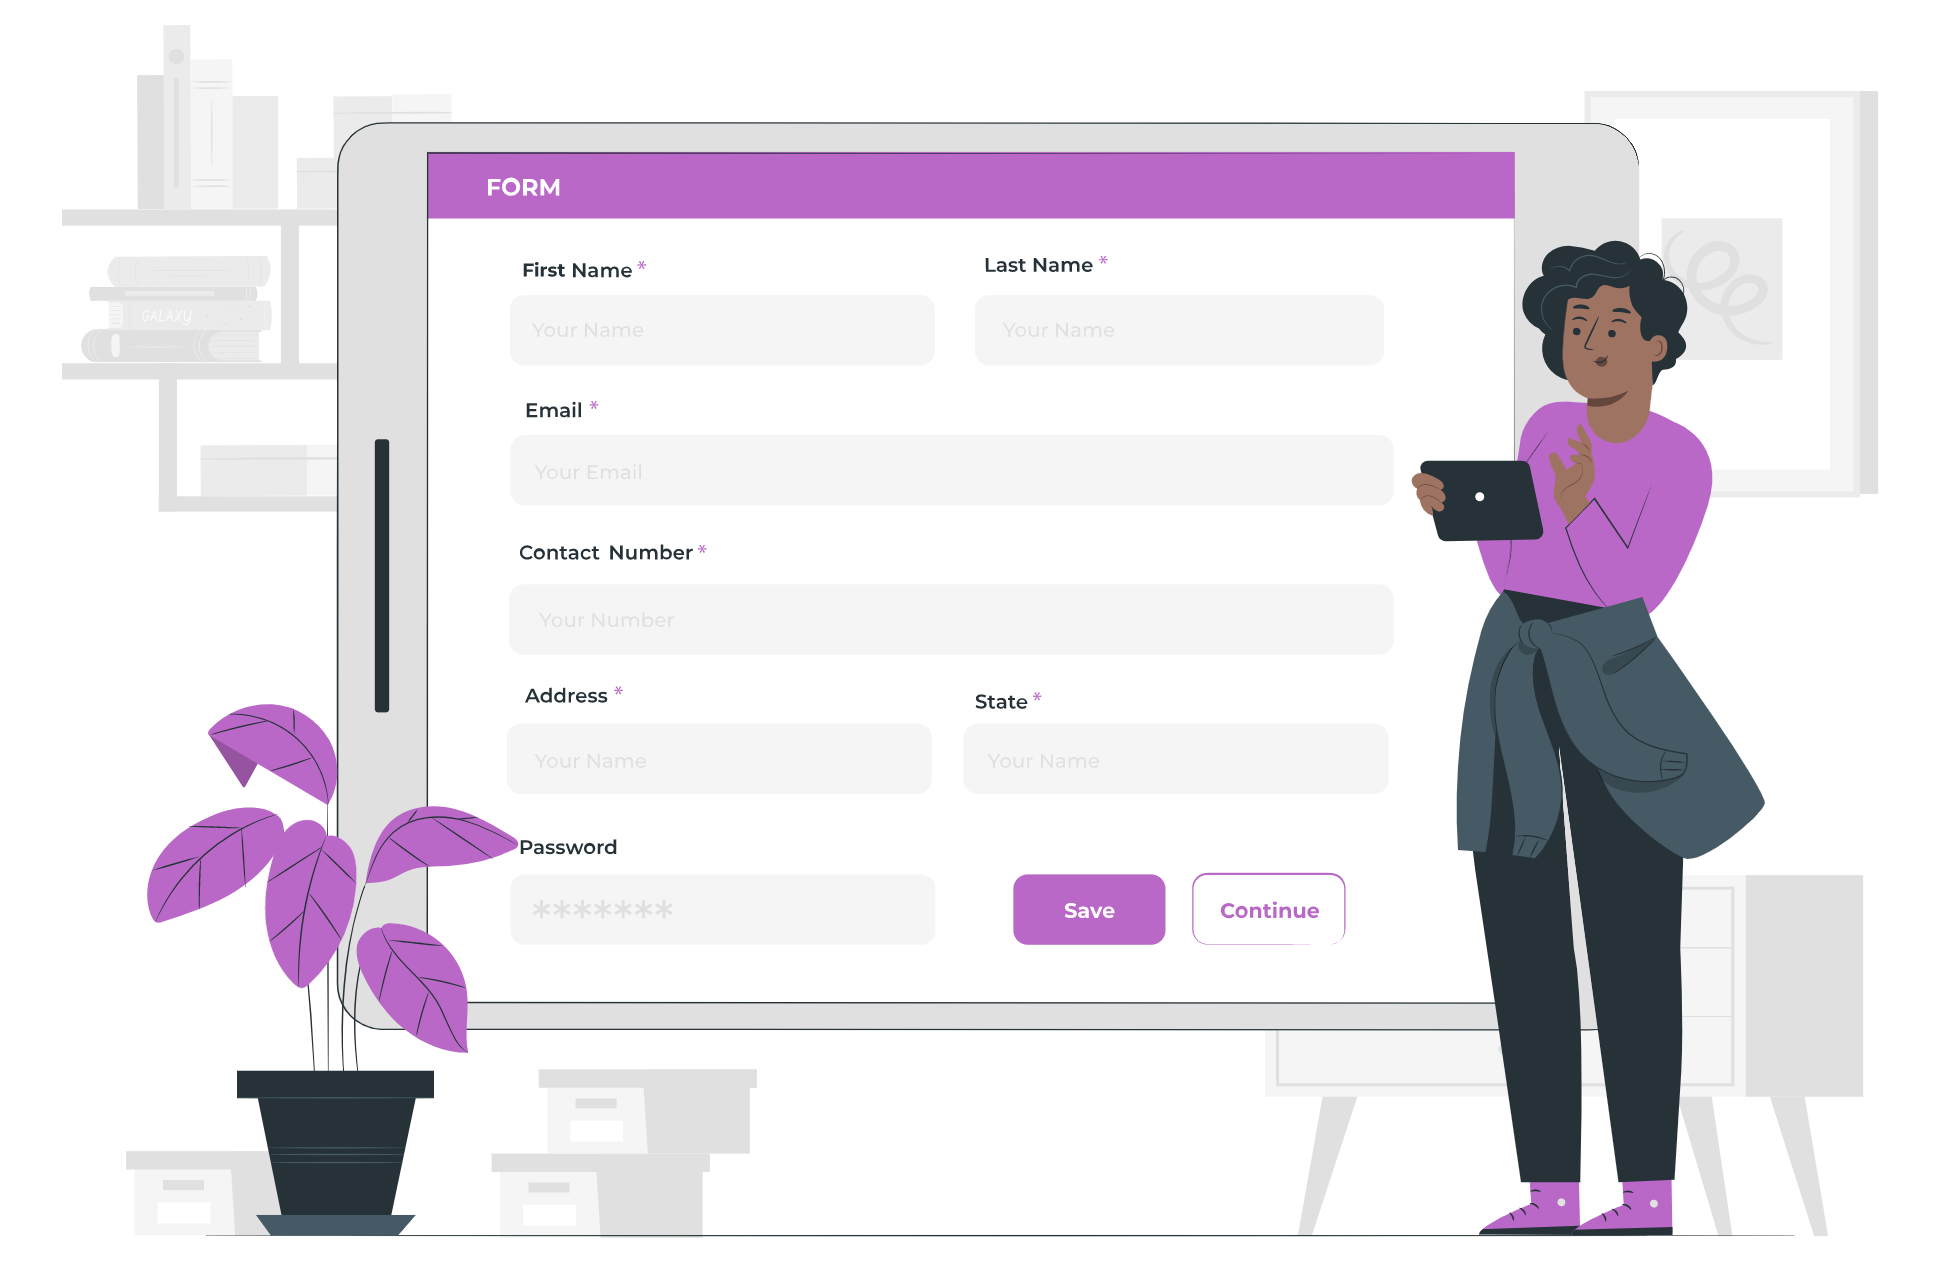 FORM
First Name * Last Name *
Your Name Your Name
Email *
Your Email
GALAXY
Contact Number *
Your Number
Address * State *
Your Name Your Name
Password
*******
Save Continue